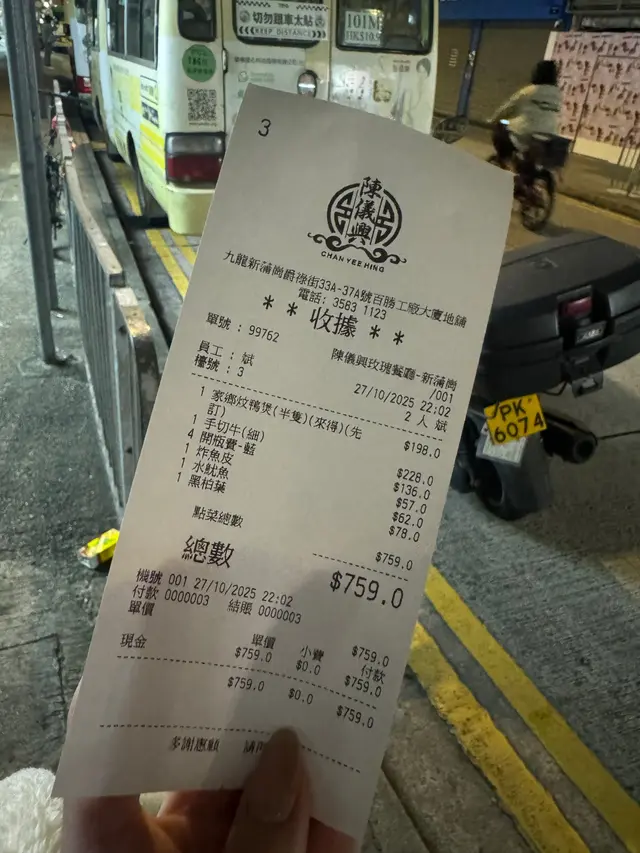 切勿跟車太貼
KEEP DISTANCE
101M
HK$10.9
3
陳儀興
CHAN YEE HING
九龍新蒲崗爵祿街33A-37A號百勝工廠大廈地舖
電話: 3583 1123
* * 收據 * *
單號 : 99762
陳儀興玫瑰餐廳-新蒲崗
/001
員工 : 斌
27/10/2025 22:02
檯號 : 3
2 人 斌
1 家鄉炆鴨煲(半隻)(來得)(先訂) $198.0
1 手切牛(細) $228.0
4 開瓶費-藍 $136.0
1 炸魚皮 $57.0
1 水魷魚 $62.0
1 黑柏葉 $78.0
點菜總數 $759.0
總數 $759.0
機號 001 27/10/2025 22:02
付款 0000003 結賬 0000003
單價 $759.0
現金 單價 小費 付款
$759.0 $0.0 $759.0
$759.0 $0.0 $759.0
多謝惠顧
PK
6074